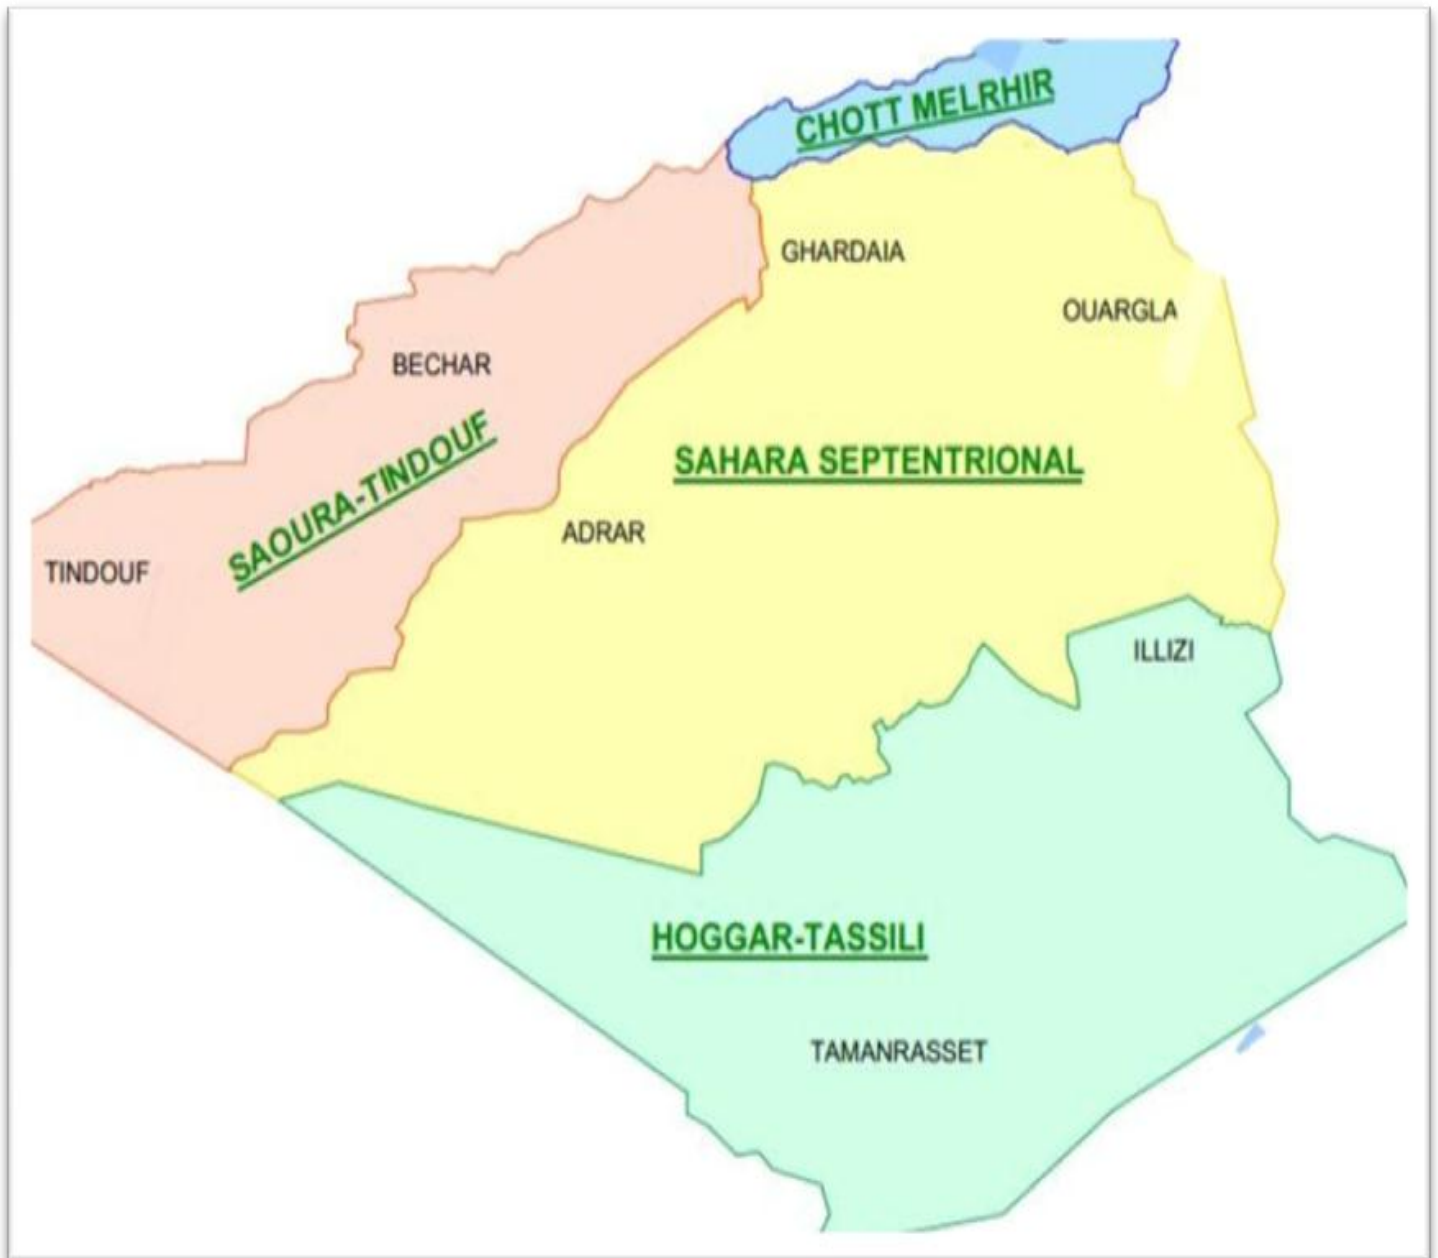 CHOTT MELRHIR
GHARDAIA
OUARGLA
BECHAR
SAOURA-TINDOUF
SAHARA SEPTENTRIONAL
ADRAR
TINDOUF
ILLIZI
HOGGAR-TASSILI
TAMANRASSET